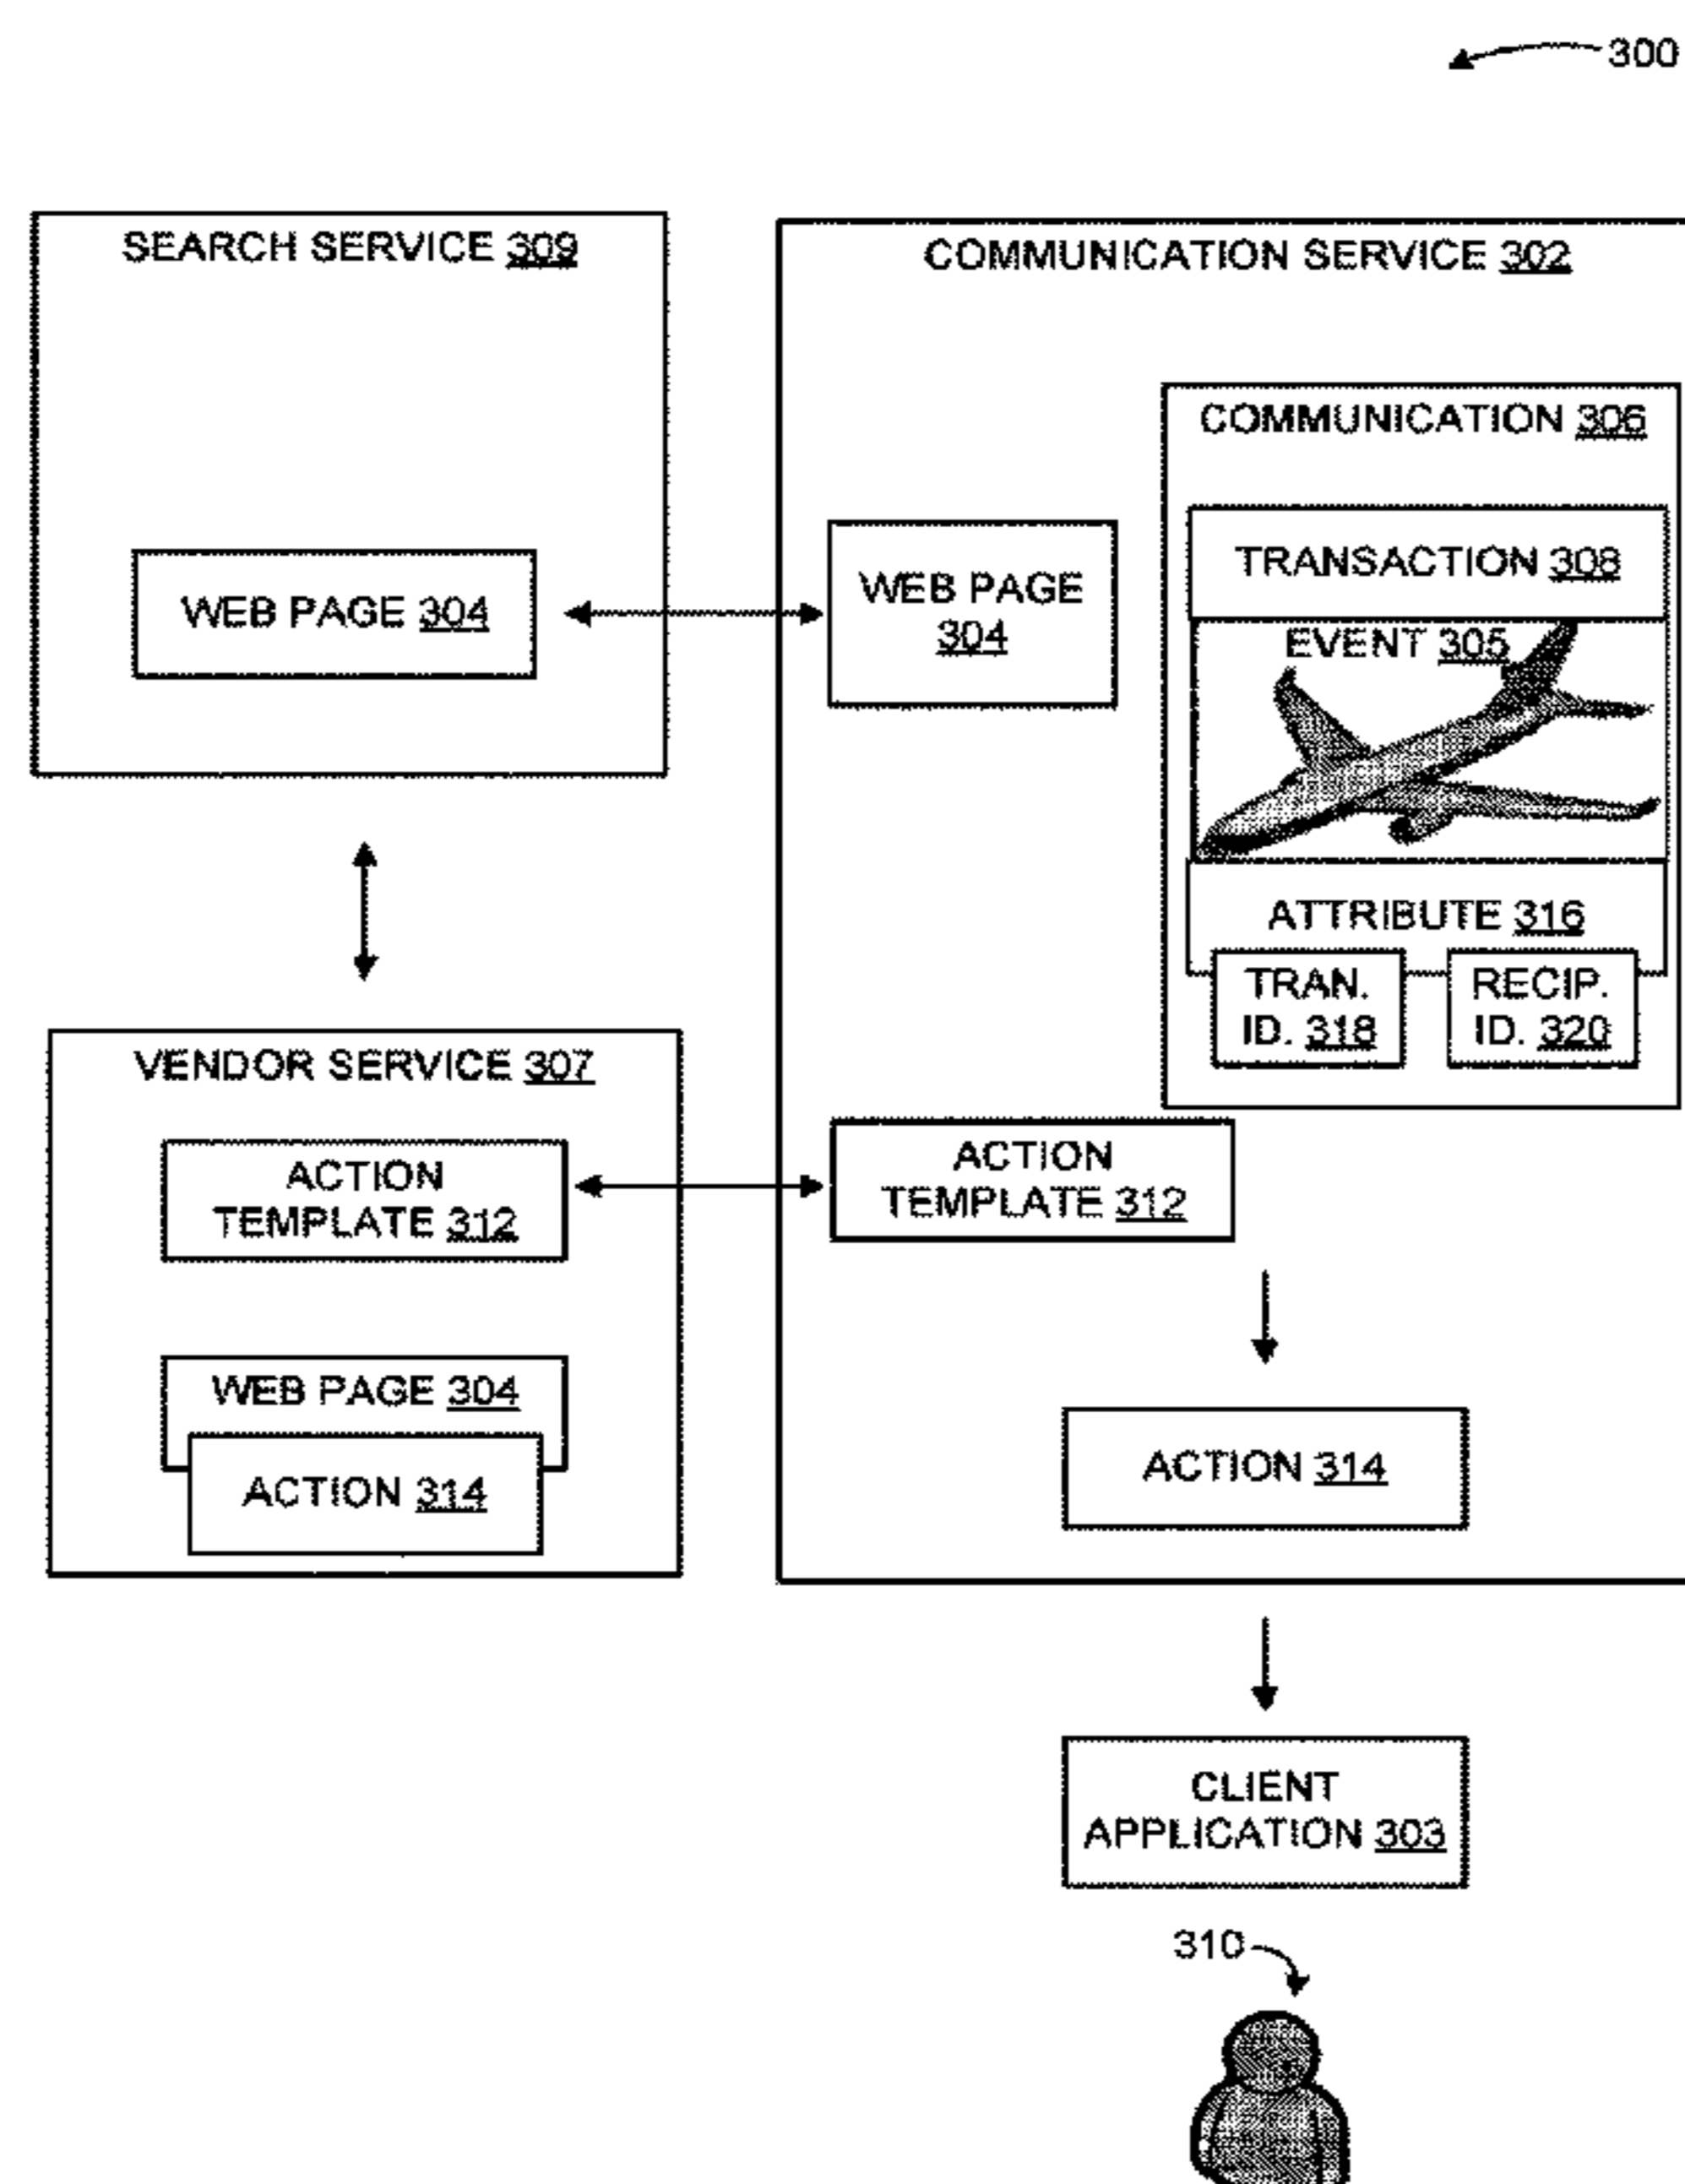 300
SEARCH SERVICE 309
WEB PAGE 304
COMMUNICATION SERVICE 302
COMMUNICATION 306
TRANSACTION 308
EVENT 305
ATTRIBUTE 316
TRAN.
ID. 318
RECIP.
ID. 320
WEB PAGE
304
ACTION
TEMPLATE 312
ACTION 314
VENDOR SERVICE 307
ACTION
TEMPLATE 312
WEB PAGE 304
ACTION 314
CLIENT
APPLICATION 303
310